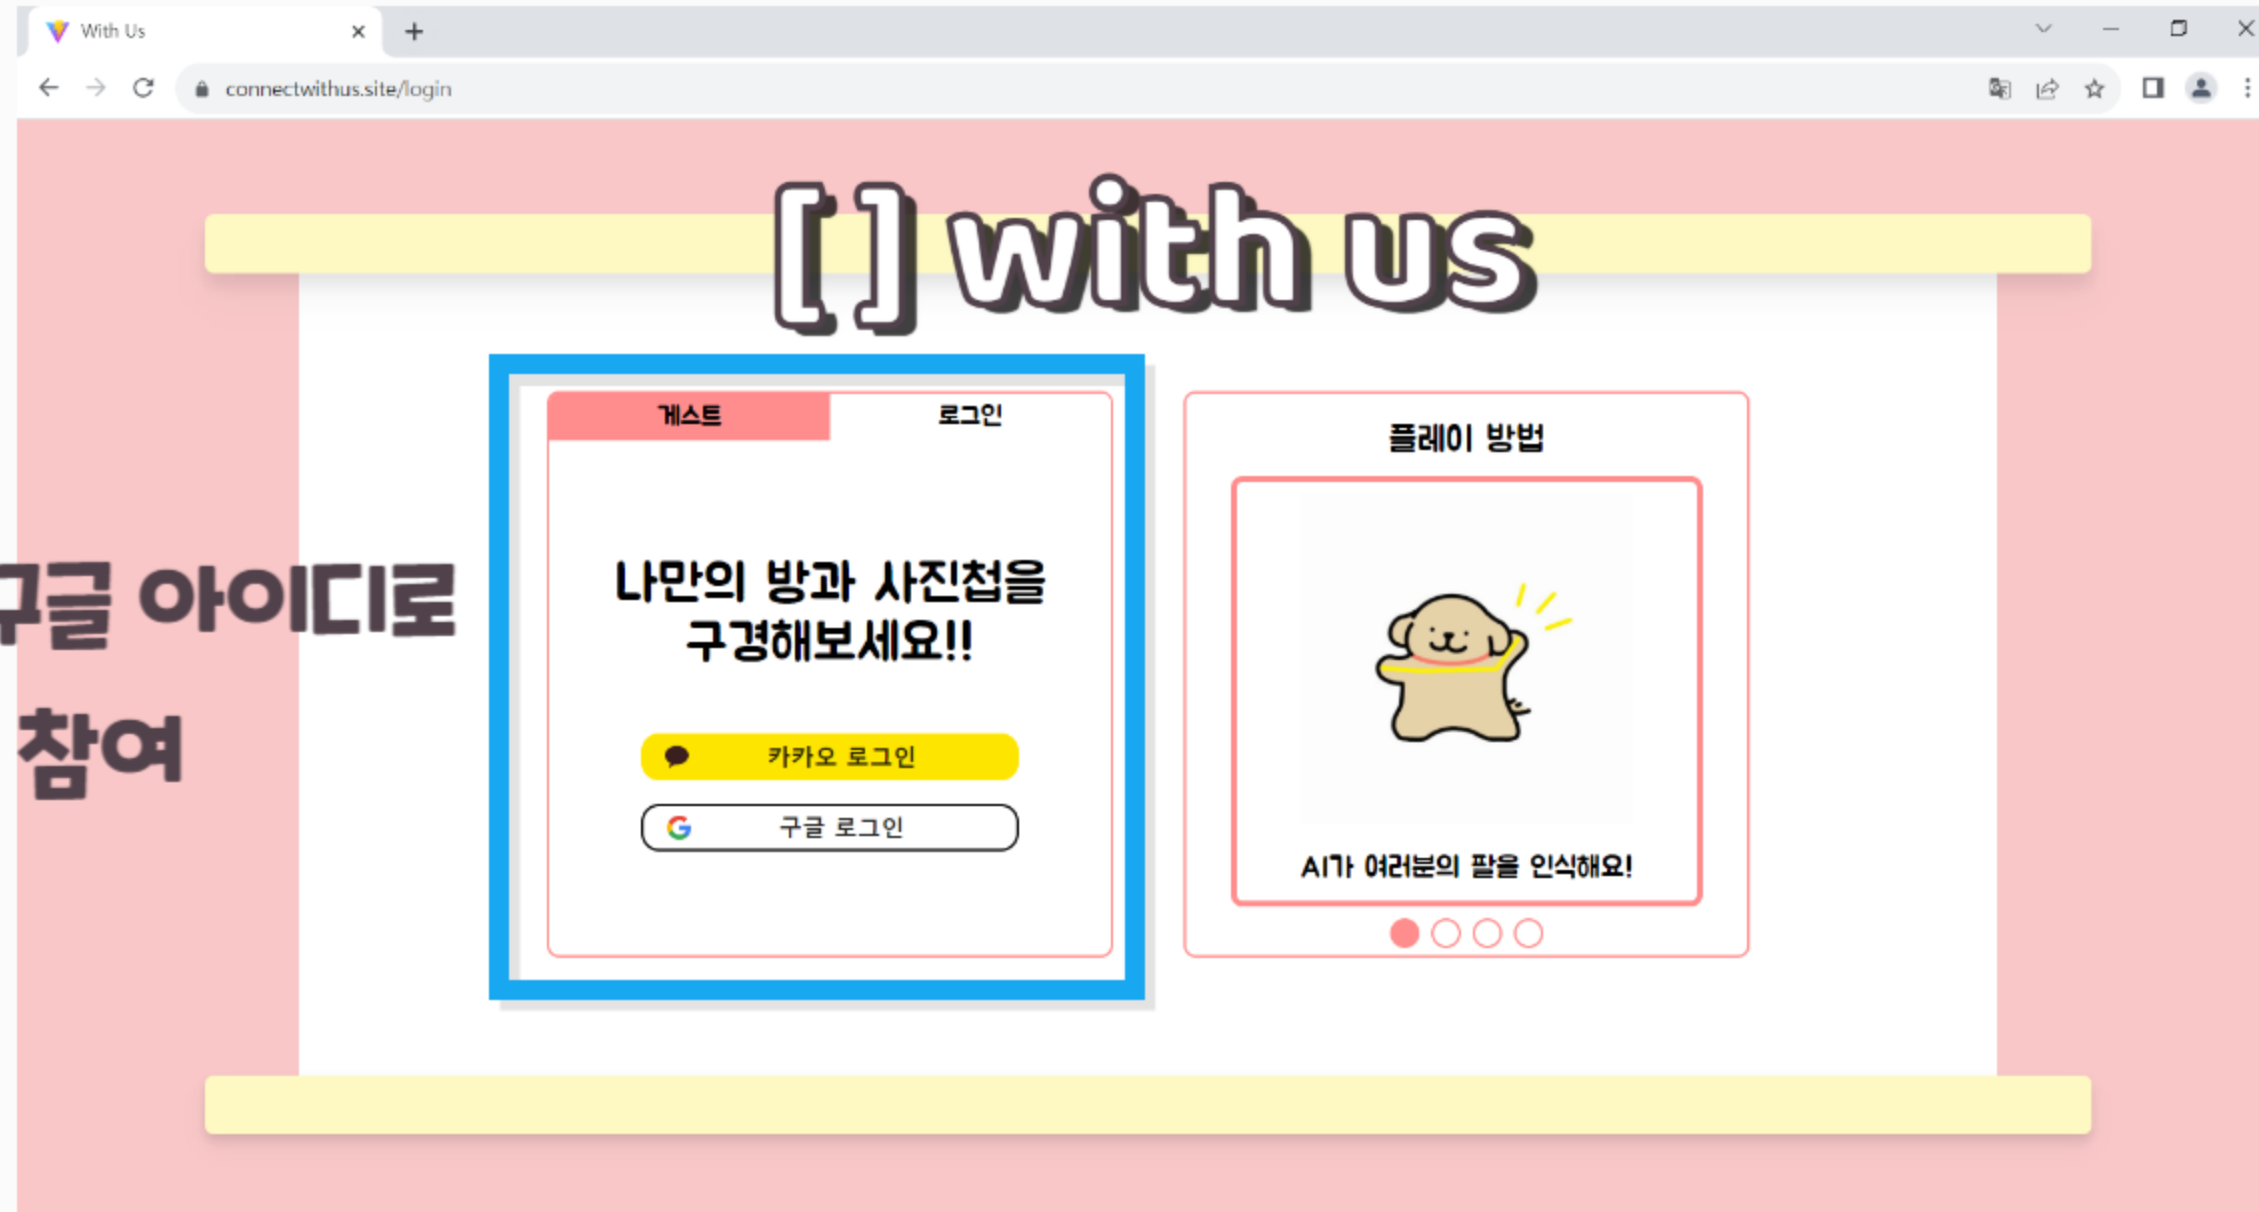 With Us
connectwithus.site/login
[ ] with us
게스트
로그인
나만의 방과 사진첩을
구경해보세요!!
카카오 로그인
구글 로그인
플레이 방법
AI가 여러분의 팔을 인식해요!
구글 아이디로
참여